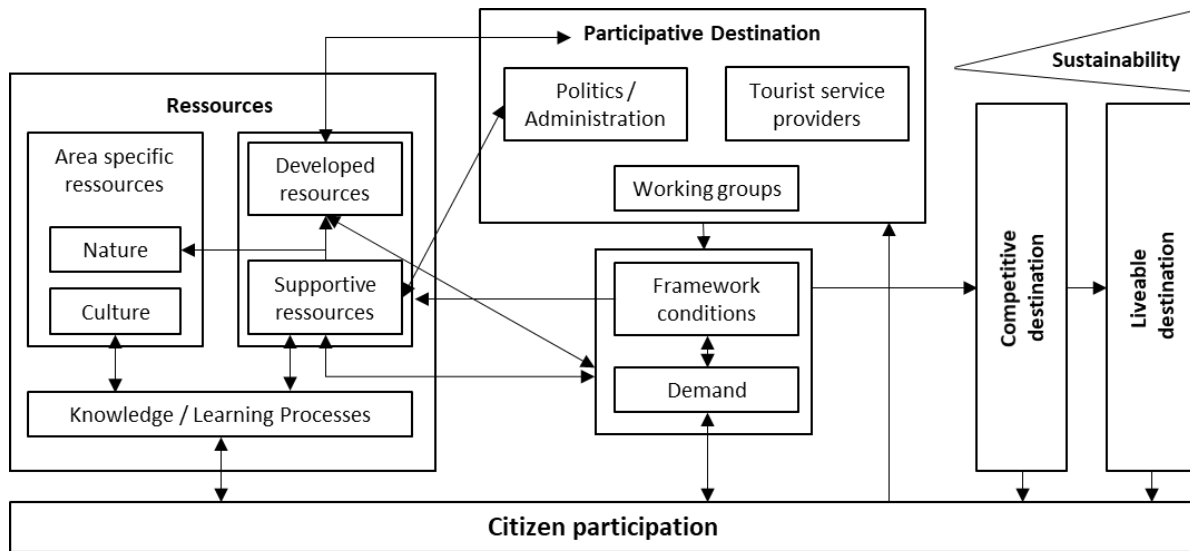 Participative Destination
Sustainability
Politics /
Administration
Tourist service
providers
Working groups
Ressources
Area specific
ressources
Nature
Culture
Developed
resources
Supportive
ressources
Knowledge / Learning Processes
Framework
conditions
Demand
Competitive
destination
Liveable
destination
Citizen participation